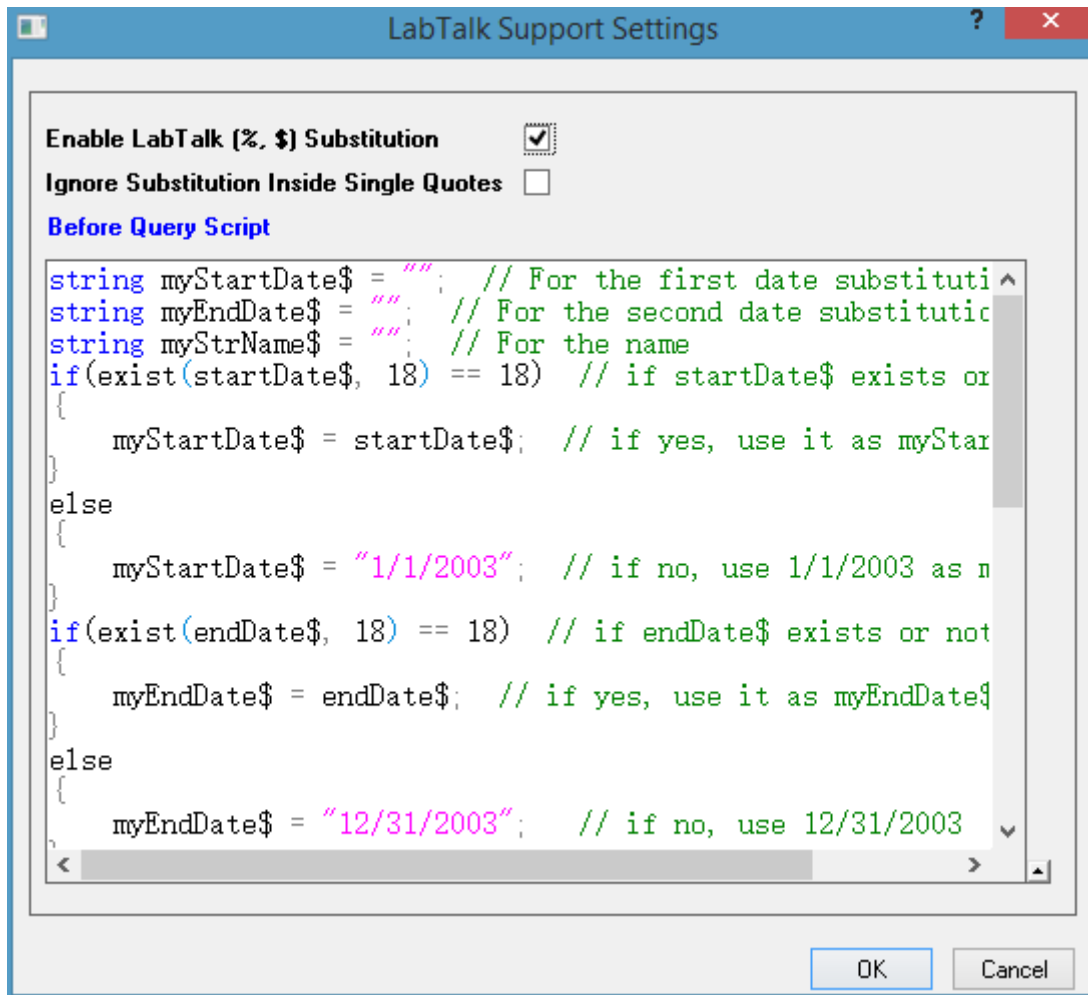 LabTalk Support Settings ? ×
Enable LabTalk (%, $) Substitution
Ignore Substitution Inside Single Quotes
Before Query Script
string myStartDate$ = ""; // For the first date substituti
string myEndDate$ = ""; // For the second date substitutic
string myStrName$ = ""; // For the name
if(exist(startDate$, 18) == 18) // if startDate$ exists or
{
myStartDate$ = startDate$; // if yes, use it as myStar
}
else
{
myStartDate$ = "1/1/2003"; // if no, use 1/1/2003 as m
}
if(exist(endDate$, 18) == 18) // if endDate$ exists or not
{
myEndDate$ = endDate$; // if yes, use it as myEndDate$
}
else
{
myEndDate$ = "12/31/2003"; // if no, use 12/31/2003
}
OK Cancel